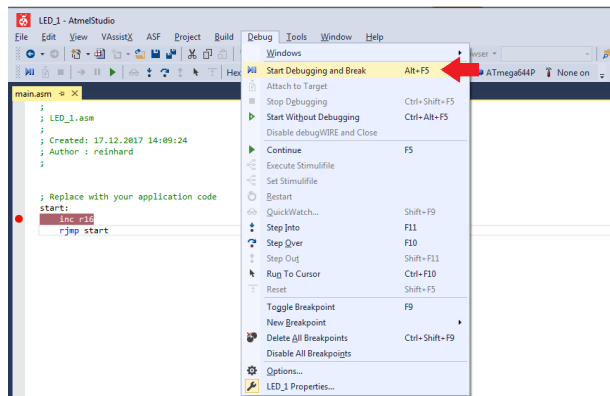 LED_1 - AtmelStudio
File Edit View VAssistX ASF Project Build Debug Tools Window Help
Hex
ATmega644P None on
main.asm
;
; LED_1.asm
;
; Created: 17.12.2017 14:09:24
; Author : reinhard
;
; Replace with your application code
start:
inc r16
rjmp start
Windows
Start Debugging and Break Alt+F5
Attach to Target
Stop Debugging Ctrl+Shift+F5
Start Without Debugging Ctrl+Alt+F5
Disable debugWIRE and Close
Continue F5
Execute Stimulifile
Set Stimulifile
Restart
QuickWatch... Shift+F9
Step Into F11
Step Over F10
Step Out Shift+F11
Run To Cursor Ctrl+F10
Reset Shift+F5
Toggle Breakpoint F9
New Breakpoint
Delete All Breakpoints Ctrl+Shift+F9
Disable All Breakpoints
Options...
LED_1 Properties...